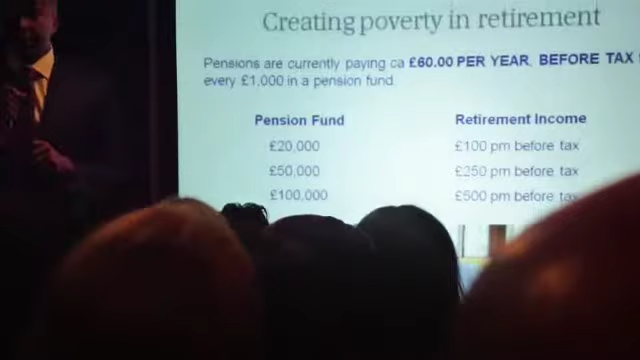 Creating poverty in retirement
Pensions are currently paying ca £60.00 PER YEAR, BEFORE TAX
every £1,000 in a pension fund.
Pension Fund Retirement Income
£20,000 £100 pm before tax
£50,000 £250 pm before tax
£100,000 £500 pm before tax